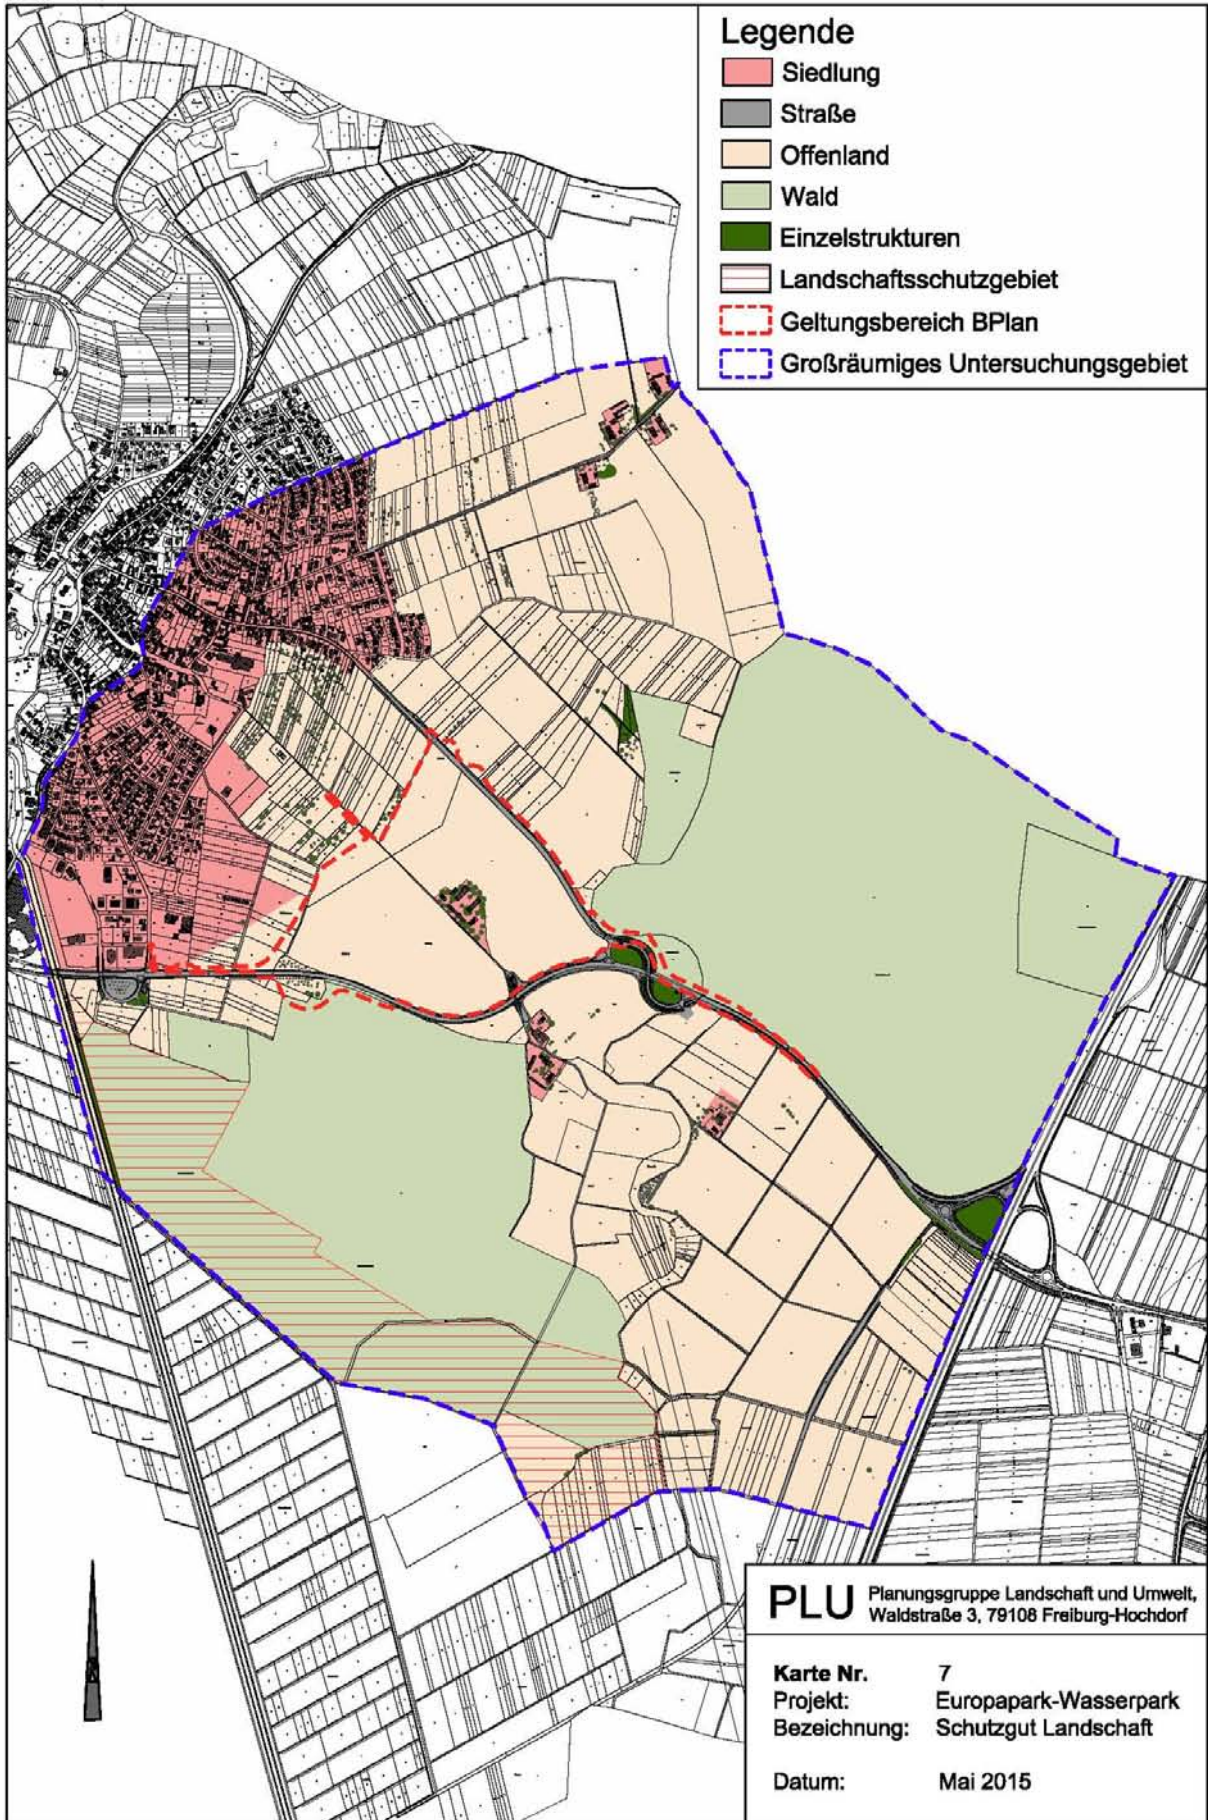 Legende
Siedlung
Straße
Offenland
Wald
Einzelstrukturen
Landschaftsschutzgebiet
Geltungsbereich BPlan
Großräumiges Untersuchungsgebiet
PLU Planungsgruppe Landschaft und Umwelt,
Waldstraße 3, 79108 Freiburg-Hochdorf
Karte Nr. 7
Projekt: Europapark-Wasserpark
Bezeichnung: Schutzgut Landschaft
Datum: Mai 2015